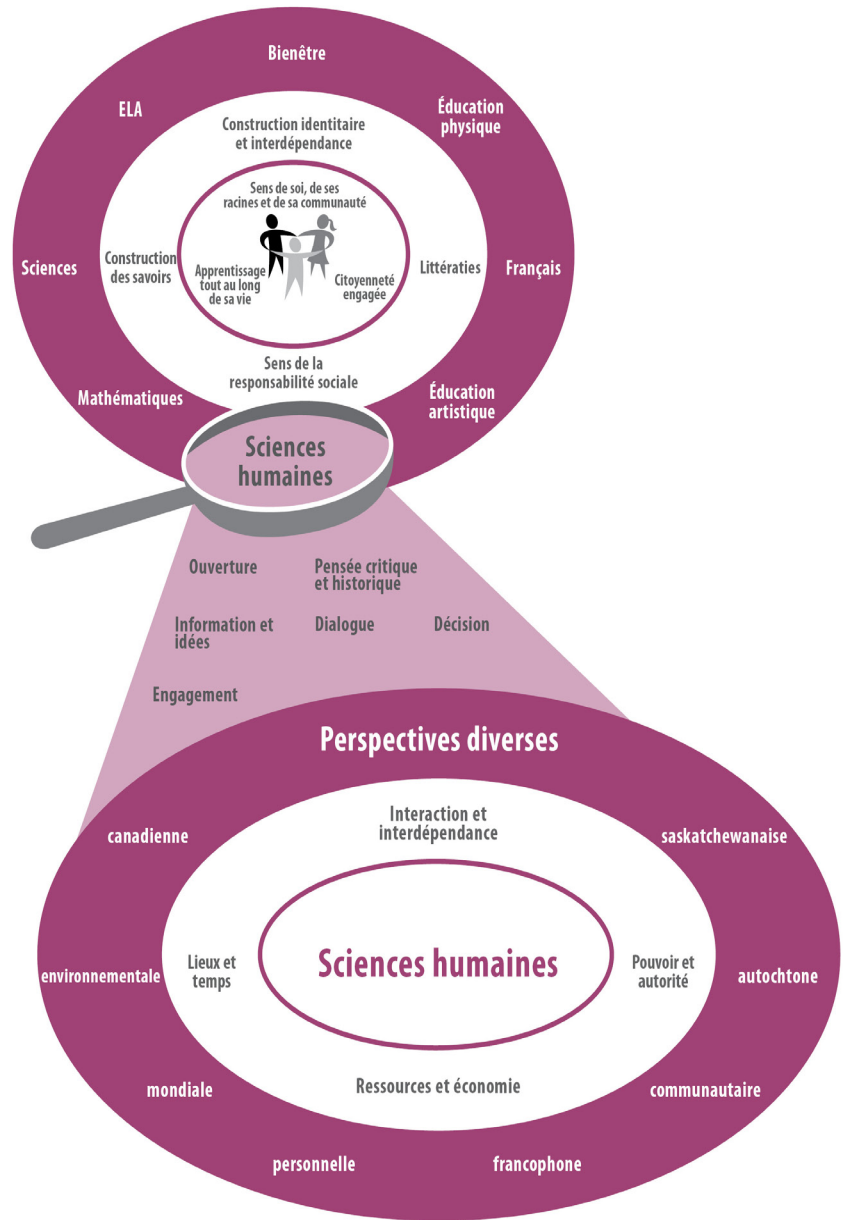 Bienêtre
ELA
Éducation
physique
Construction identitaire
et interdépendance
Sens de soi, de ses
racines et de sa communauté
Sciences
Construction
des savoirs
Apprentissage
tout au long
de sa vie
Citoyenneté
engagée
Littératies
Français
Sens de la
responsabilité sociale
Mathématiques
Éducation
artistique
Sciences
humaines
Ouverture
Pensée critique
et historique
Information et
idées
Dialogue
Décision
Engagement
Perspectives diverses
Interaction et
interdépendance
canadienne
saskatchewanaise
Sciences humaines
Lieux et
temps
Pouvoir et
autorité
environnementale
autochtone
Ressources et économie
mondiale
communautaire
personnelle
francophone